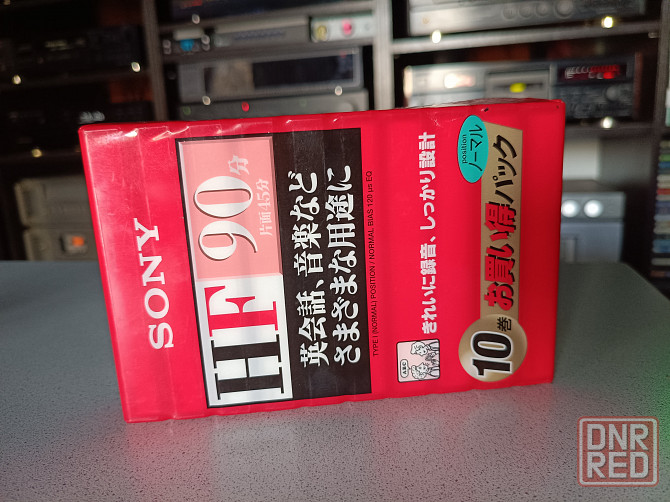 SONY
HF 90分
片面45分
英会話、音楽など
さまざまな用途に
TYPE I (NORMAL) POSITION / NORMAL BIAS 120 μs EQ
きれいに録音、しっかり設計
ABC
position
ノーマル
10巻 お買い得パック
DNR
RED